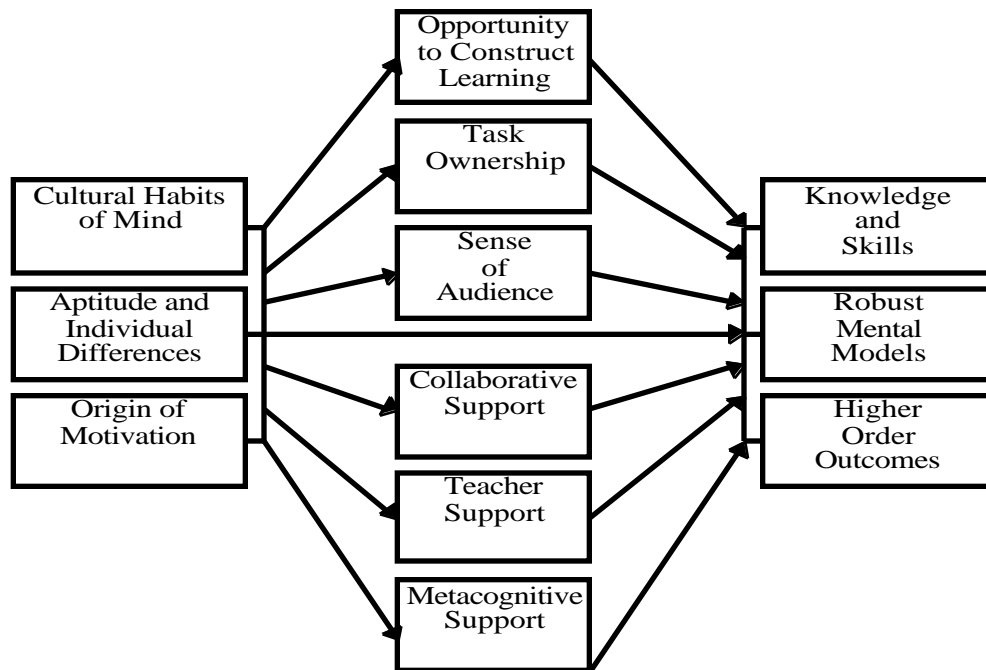 Opportunity
to Construct
Learning
Task
Ownership
Sense
of
Audience
Cultural Habits
of Mind
Aptitude and
Individual
Differences
Origin of
Motivation
Collaborative
Support
Teacher
Support
Metacognitive
Support
Knowledge
and
Skills
Robust
Mental
Models
Higher
Order
Outcomes